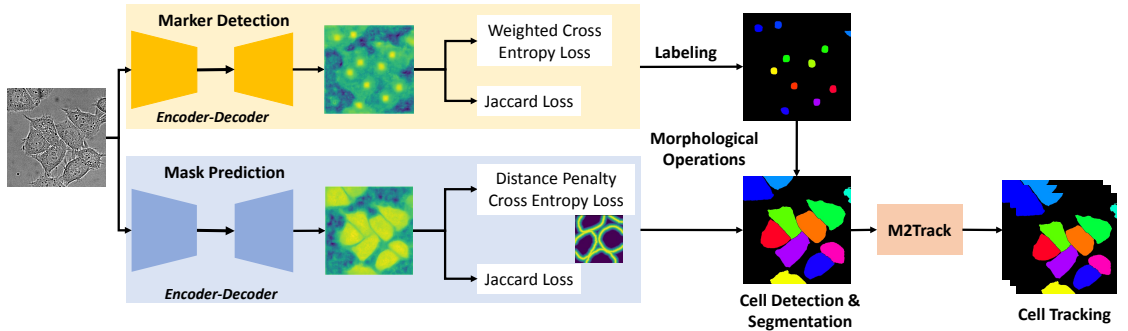 Marker Detection
Encoder-Decoder
Weighted Cross
Entropy Loss
Jaccard Loss
Labeling
Morphological
Operations
Mask Prediction
Encoder-Decoder
Distance Penalty
Cross Entropy Loss
Jaccard Loss
Cell Detection &
Segmentation
M2Track
Cell Tracking